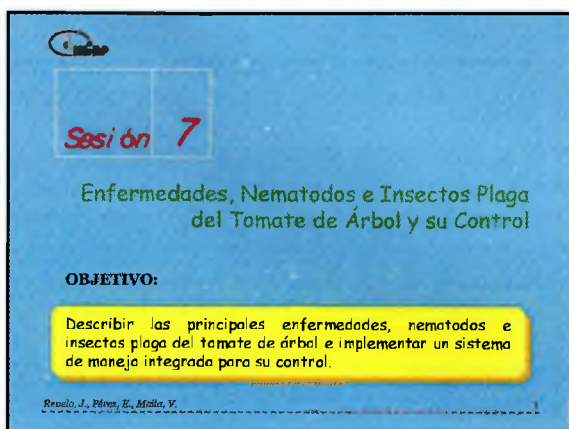 iniap
Sesión 7
Enfermedades, Nematodos e Insectos Plaga
del Tomate de Árbol y su Control
OBJETIVO:
Describir las principales enfermedades, nematodos e
insectos plaga del tomate de árbol e implementar un sistema
de manejo integrado para su control.
Revelo, J., Pérez, E., Maila, V.
1